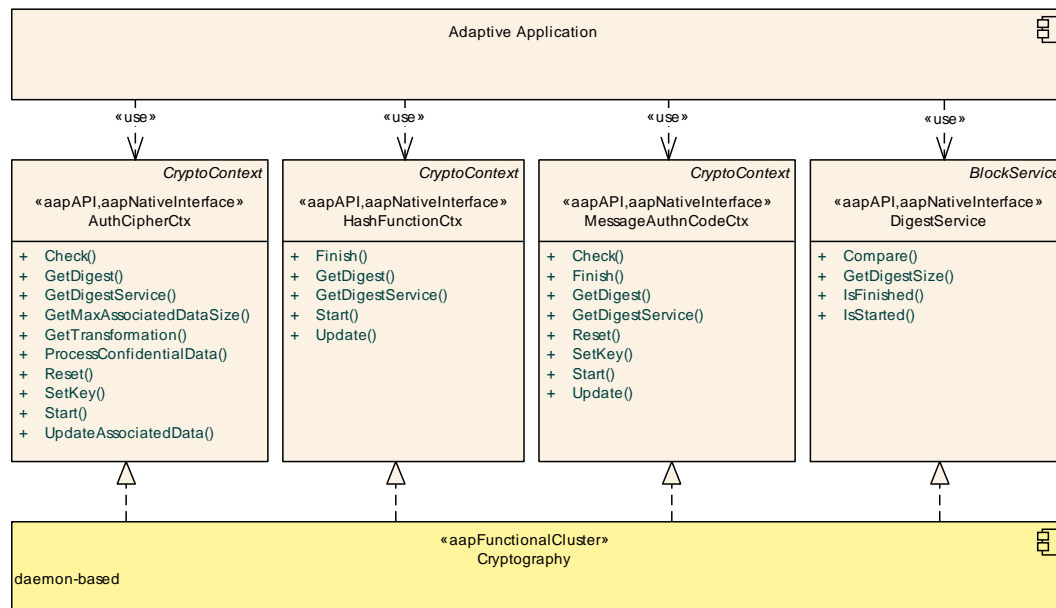 Adaptive Application
«use»
«use»
«use»
«use»
CryptoContext
«aapAPI,aapNativeInterface»
AuthCipherCtx
+ Check()
+ GetDigest()
+ GetDigestService()
+ GetMaxAssociatedDataSize()
+ GetTransformation()
+ ProcessConfidentialData()
+ Reset()
+ SetKey()
+ Start()
+ UpdateAssociatedData()
CryptoContext
«aapAPI,aapNativeInterface»
HashFunctionCtx
+ Finish()
+ GetDigest()
+ GetDigestService()
+ Start()
+ Update()
CryptoContext
«aapAPI,aapNativeInterface»
MessageAuthnCodeCtx
+ Check()
+ Finish()
+ GetDigest()
+ GetDigestService()
+ Reset()
+ SetKey()
+ Start()
+ Update()
BlockService
«aapAPI,aapNativeInterface»
DigestService
+ Compare()
+ GetDigestSize()
+ IsFinished()
+ IsStarted()
«aapFunctionalCluster»
Cryptography
daemon-based